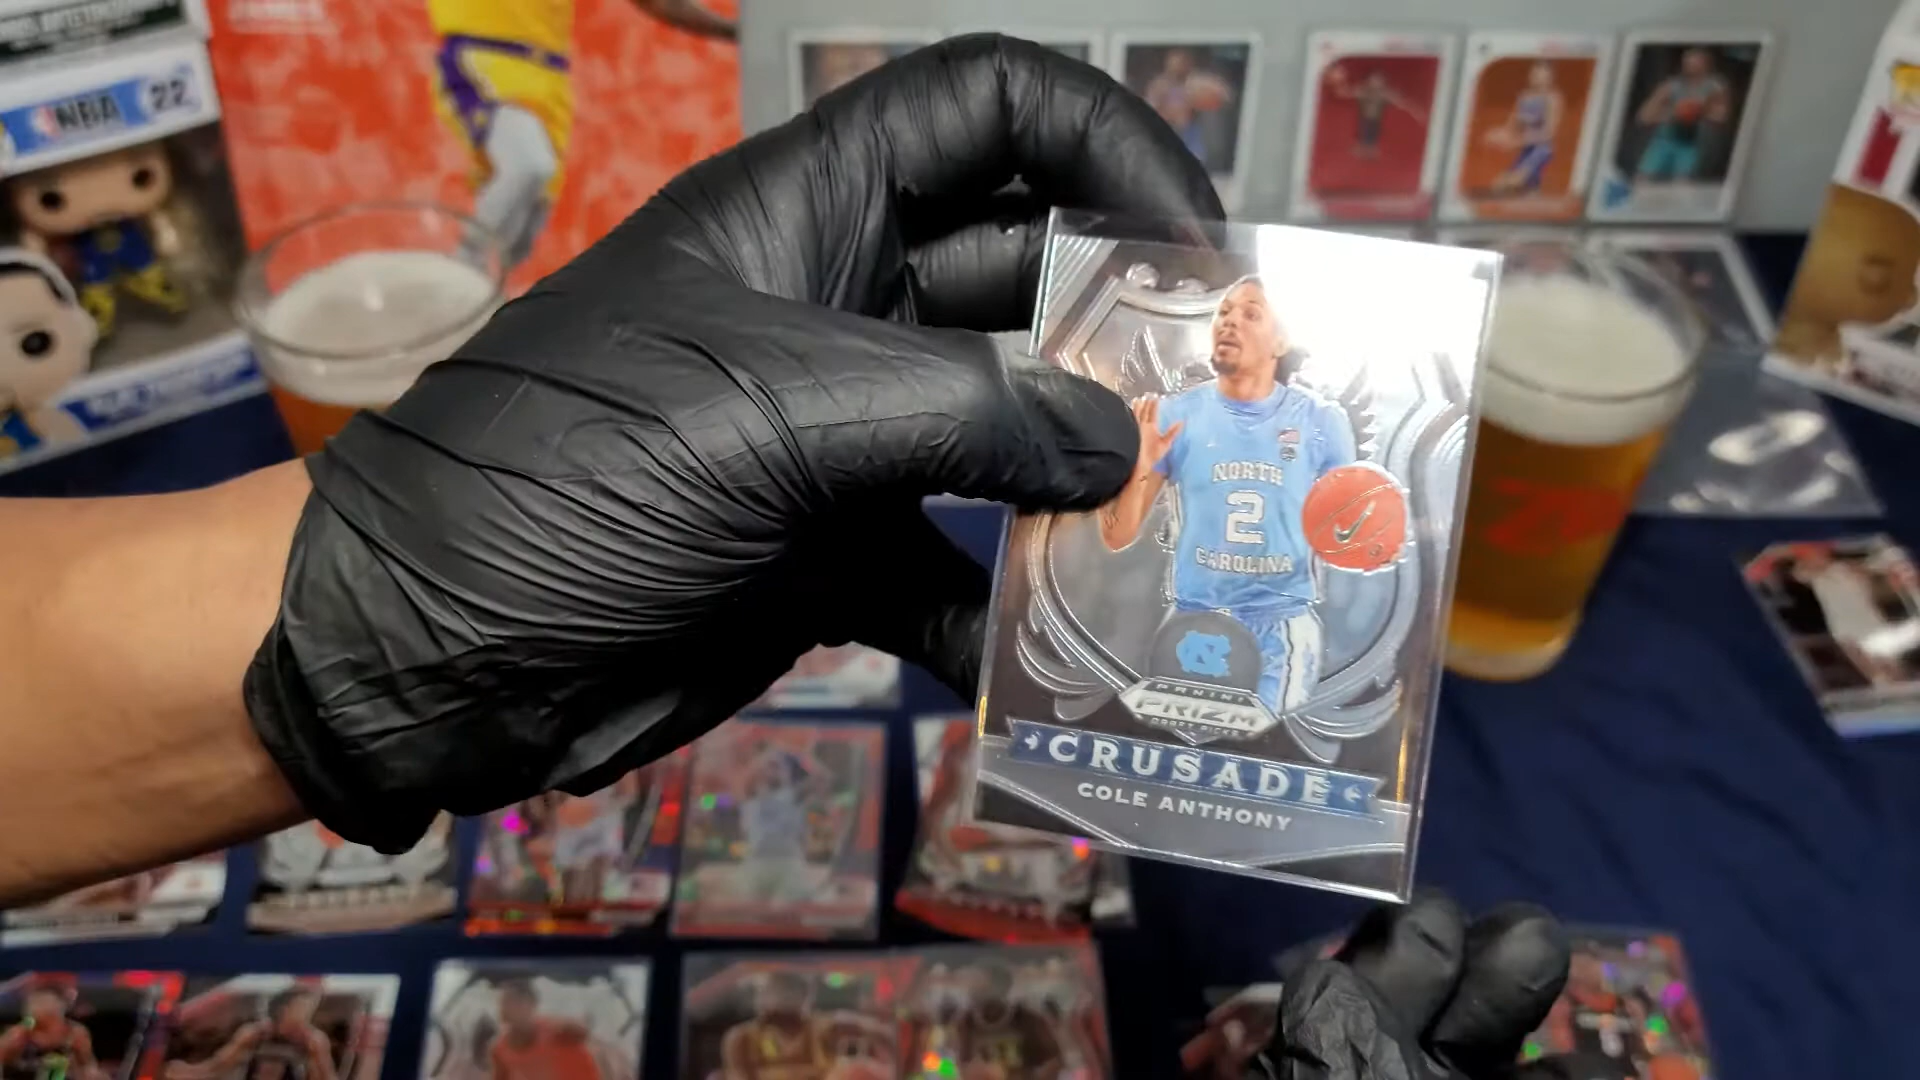 NBA
22
NORTH
2
CAROLINA
PANINI
PRIZM
DRAFT PICKS
CRUSADE
COLE ANTHONY